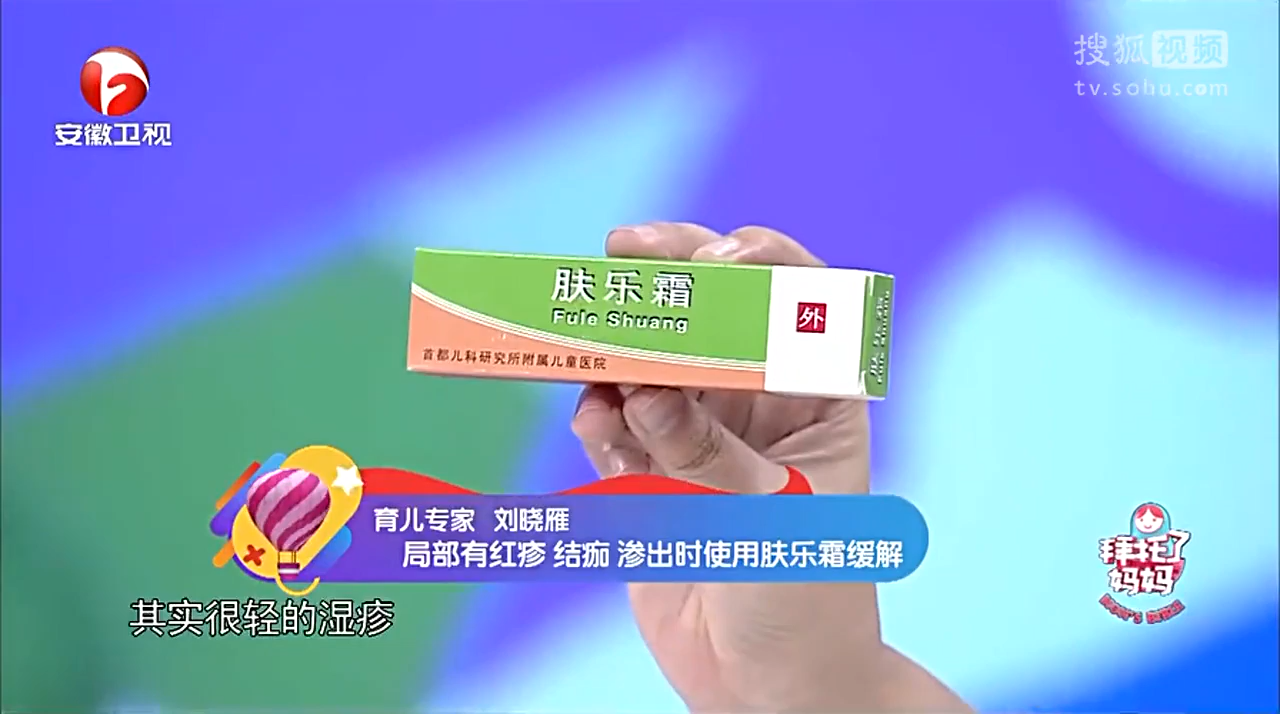 搜狐视频
tv.sohu.com
安徽卫视
肤乐霜
Fule Shuang
外
首都儿科研究所附属儿童医院
育儿专家 刘晓雁
局部有红疹 结痂 渗出时使用肤乐霜缓解
拜托了
妈妈
其实很轻的湿疹